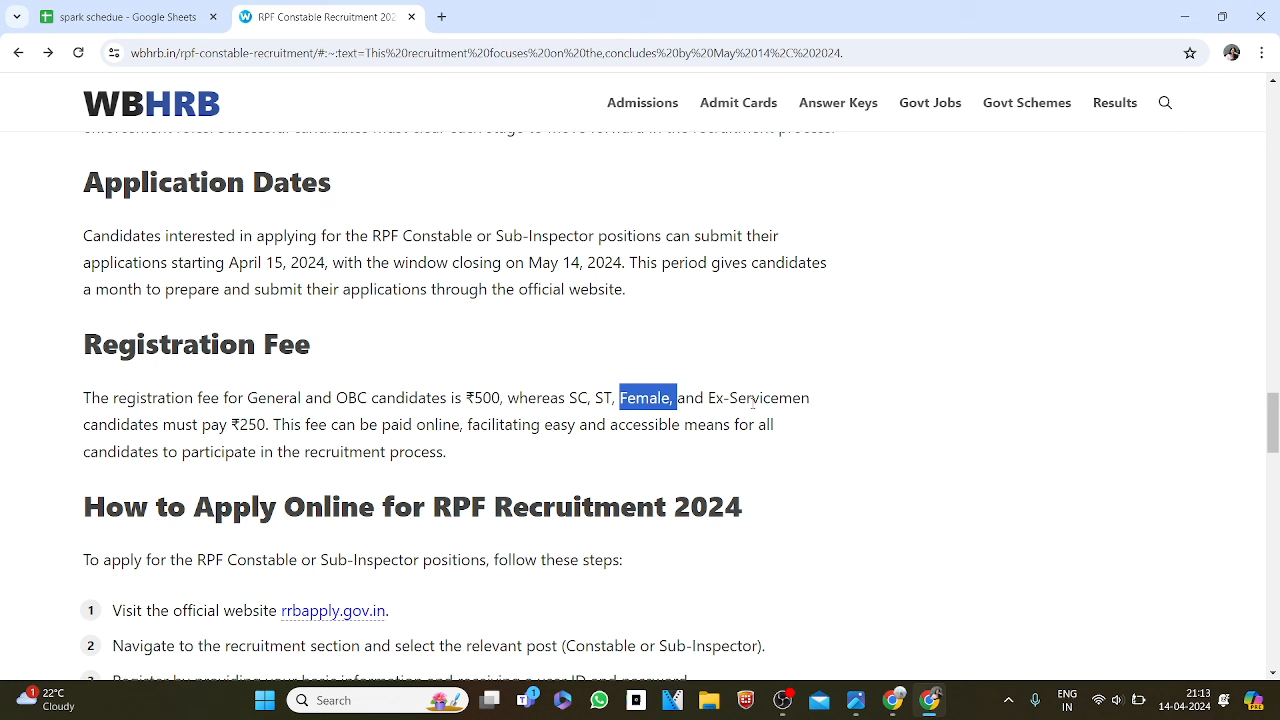 spark schedue - Google Sheets
RPF Constable Recruitment 202
wbhrb.in/rpf-constable-recruitment/#:~:text=This%20recruitment%20focuses%20on%20the,concludes%20by%20May%2014%2C%202024.
WBHRB
Admissions Admit Cards Answer Keys Govt Jobs Govt Schemes Results
Application Dates
Candidates interested in applying for the RPF Constable or Sub-Inspector positions can submit their
applications starting April 15, 2024, with the window closing on May 14, 2024. This period gives candidates
a month to prepare and submit their applications through the official website.
Registration Fee
The registration fee for General and OBC candidates is ₹500, whereas SC, ST, Female, and Ex-Servicemen
candidates must pay ₹250. This fee can be paid online, facilitating easy and accessible means for all
candidates to participate in the recruitment process.
How to Apply Online for RPF Recruitment 2024
To apply for the RPF Constable or Sub-Inspector positions, follow these steps:
1 Visit the official website rrbapply.gov.in.
2 Navigate to the recruitment section and select the relevant post (Constable or Sub-Inspector).
1 22°C
Cloudy
Search
1
ENG
IN
21:13
14-04-2024